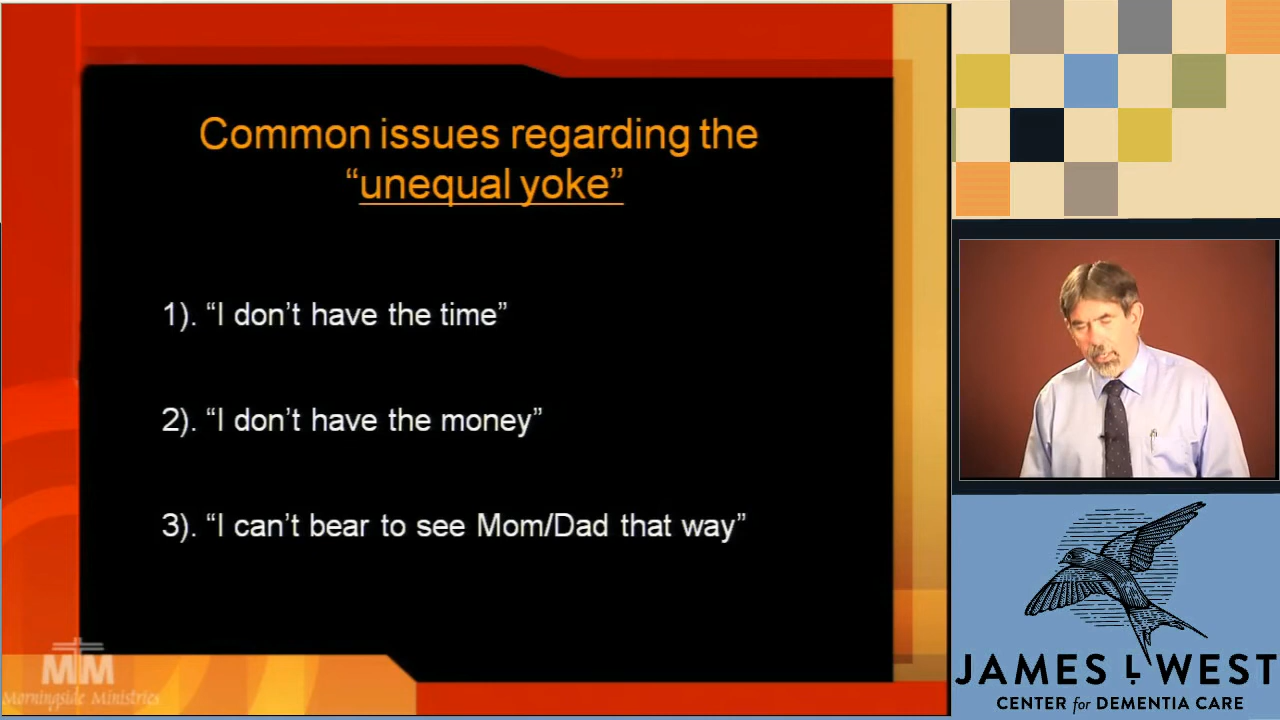 Common issues regarding the
“unequal yoke”
1). “I don’t have the time”
2). “I don’t have the money”
3). “I can’t bear to see Mom/Dad that way”
MM
Morningside Ministries
JAMES L WEST
CENTER for DEMENTIA CARE